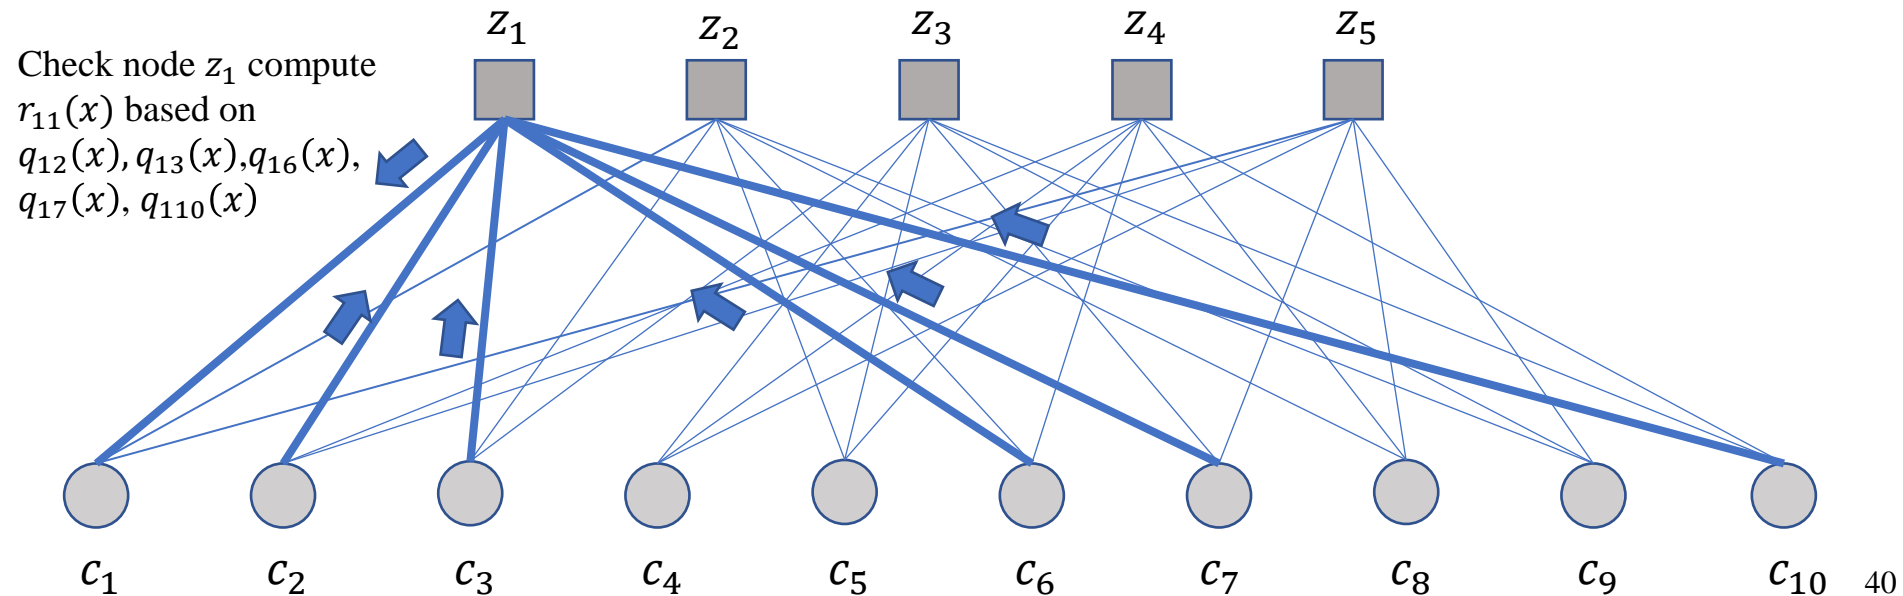 z₁ z₂ z₃ z₄ z₅
Check node z₁ compute
r₁₁(x) based on
q₁₂(x), q₁₃(x),q₁₆(x),
q₁₇(x), q₁₁₀(x)
c₁ c₂ c₃ c₄ c₅ c₆ c₇ c₈ c₉ c₁₀ 40